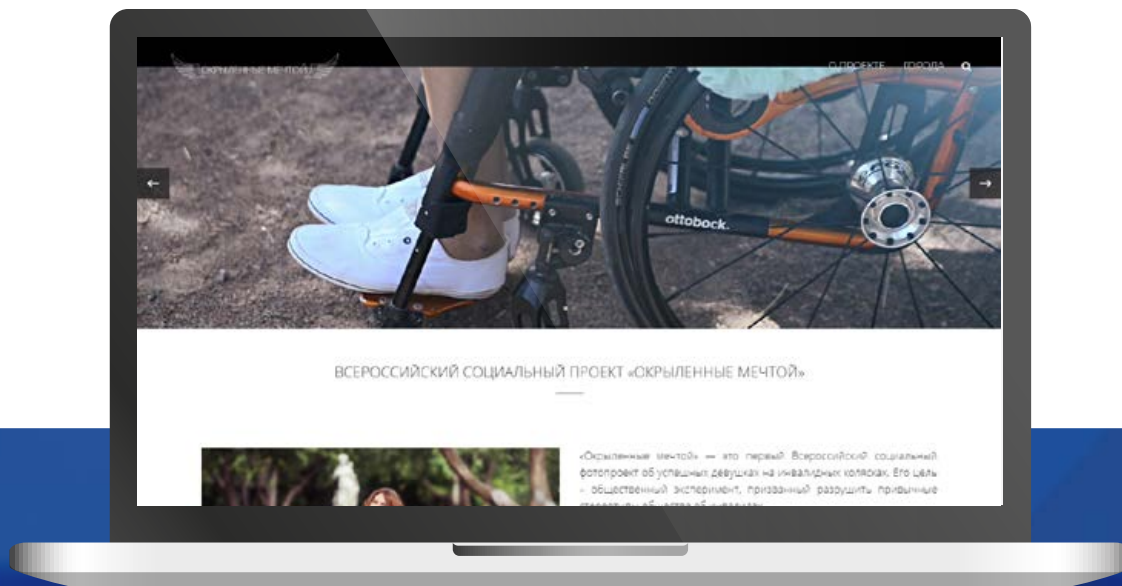 ОКРЫЛЕННЫЕ МЕЧТОЙ
О ПРОЕКТЕ ГОРОДА
ottobock.
ВСЕРОССИЙСКИЙ СОЦИАЛЬНЫЙ ПРОЕКТ «ОКРЫЛЕННЫЕ МЕЧТОЙ»
«Окрыленные мечтой» — это первый Всероссийский социальный
фотопроект об успешных девушках на инвалидных колясках. Его цель
– общественный эксперимент, призванный разрушить привычные